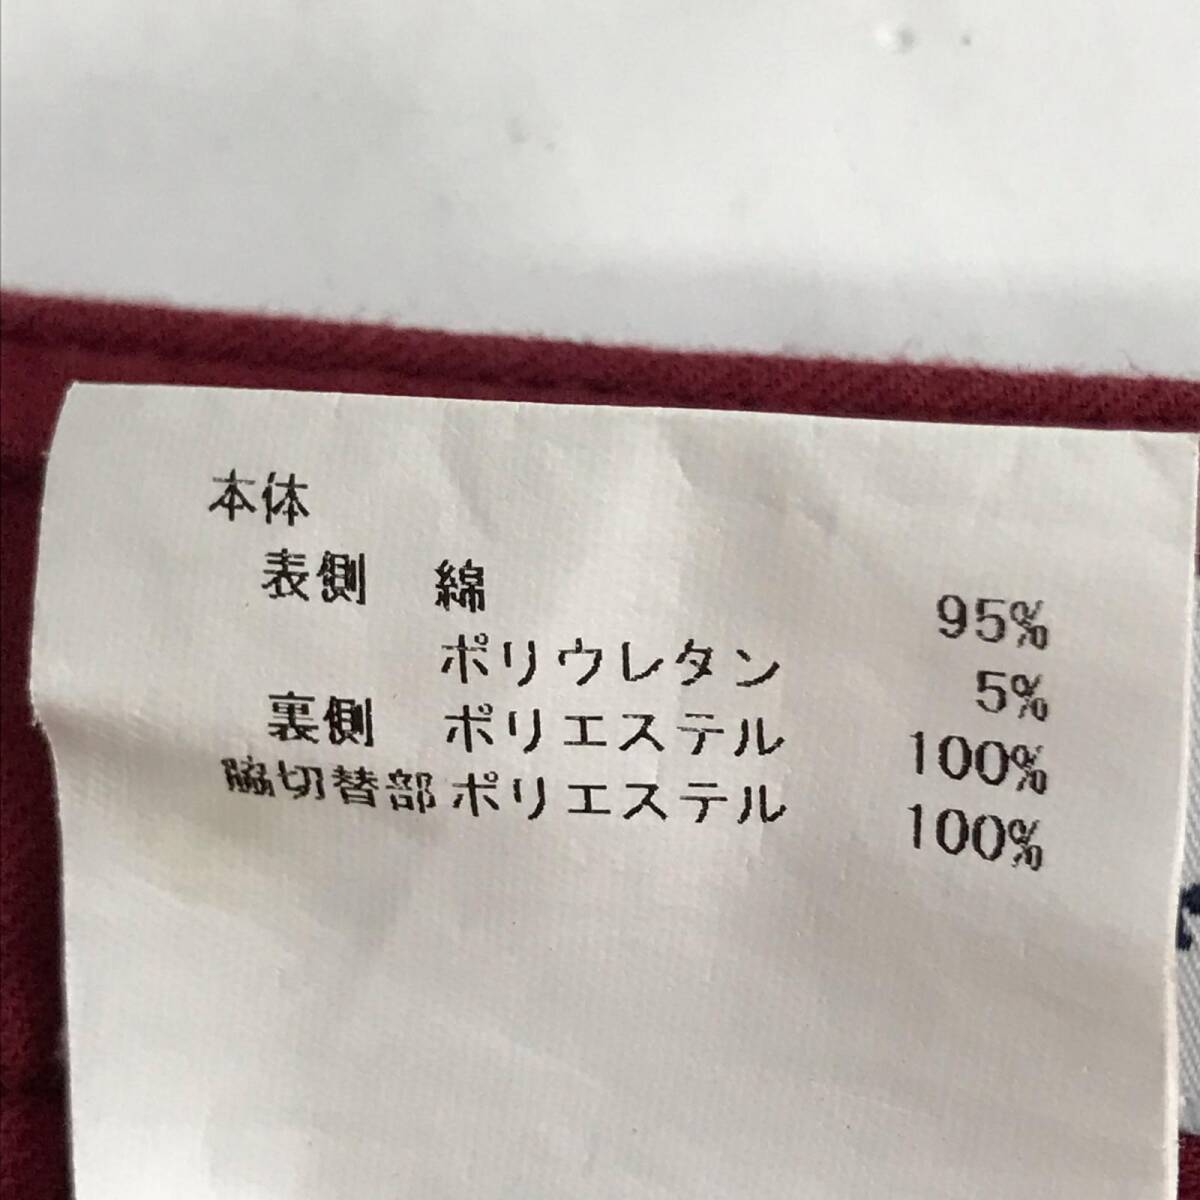 本体
表側 綿 95%
ポリウレタン 5%
裏側 ポリエステル 100%
脇切替部 ポリエステル 100%